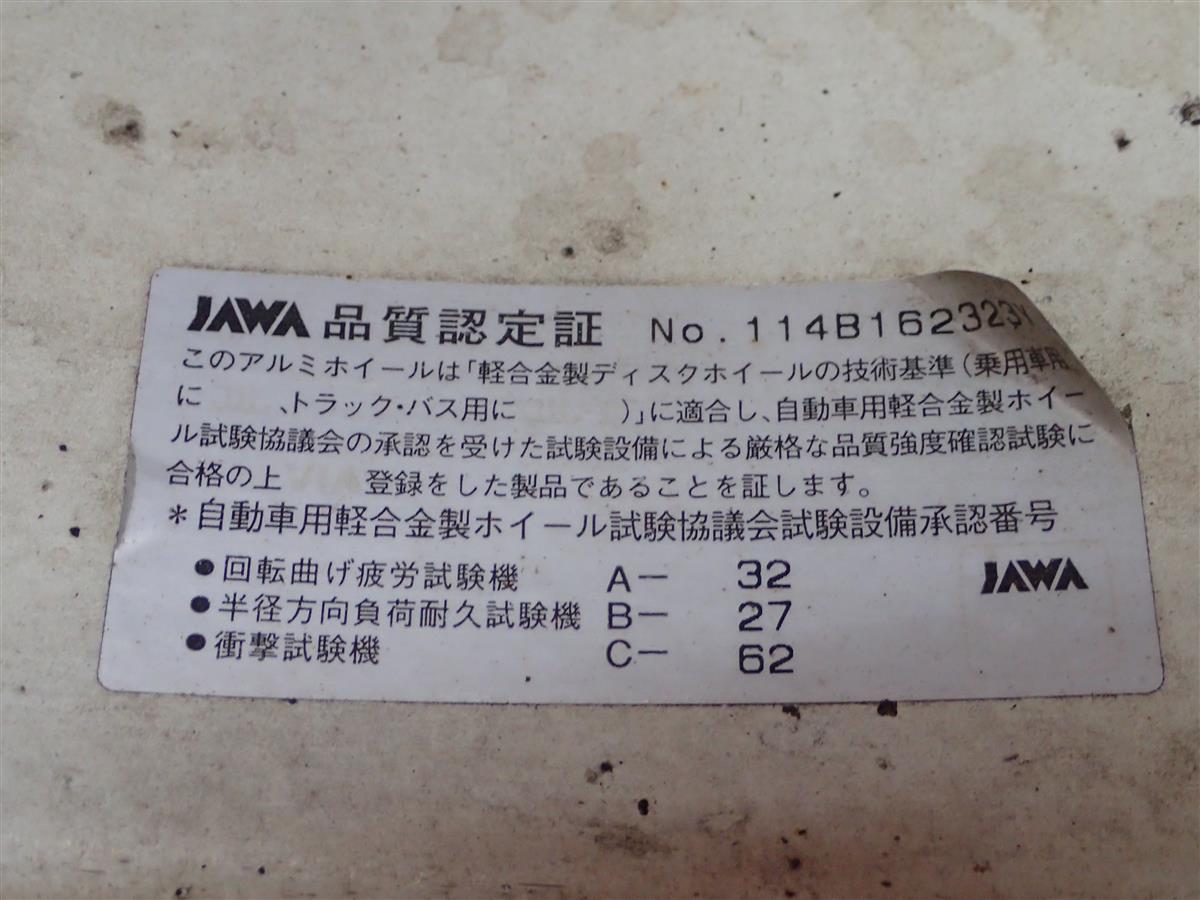 JAWA 品質認定証 No.114B162323Y
このアルミホイールは「軽合金製ディスクホイールの技術基準(乗用車用
に 、トラック・バス用に )」に適合し、自動車用軽合金製ホイー
ル試験協議会の承認を受けた試験設備による厳格な品質強度確認試験に
合格の上 登録をした製品であることを証します。
*自動車用軽合金製ホイール試験協議会試験設備承認番号
●回転曲げ疲労試験機 A- 32
●半径方向負荷耐久試験機 B- 27
●衝撃試験機 C- 62
JAWA